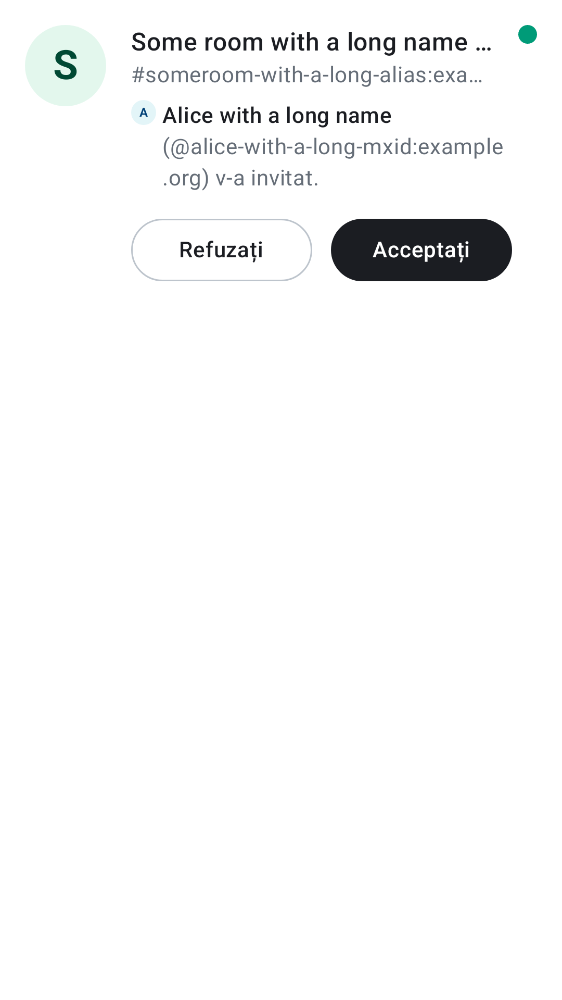 S
Some room with a long name …
#someroom-with-a-long-alias:exa…
A
Alice with a long name
(@alice-with-a-long-mxid:example
.org) v-a invitat.
Refuzați
Acceptați